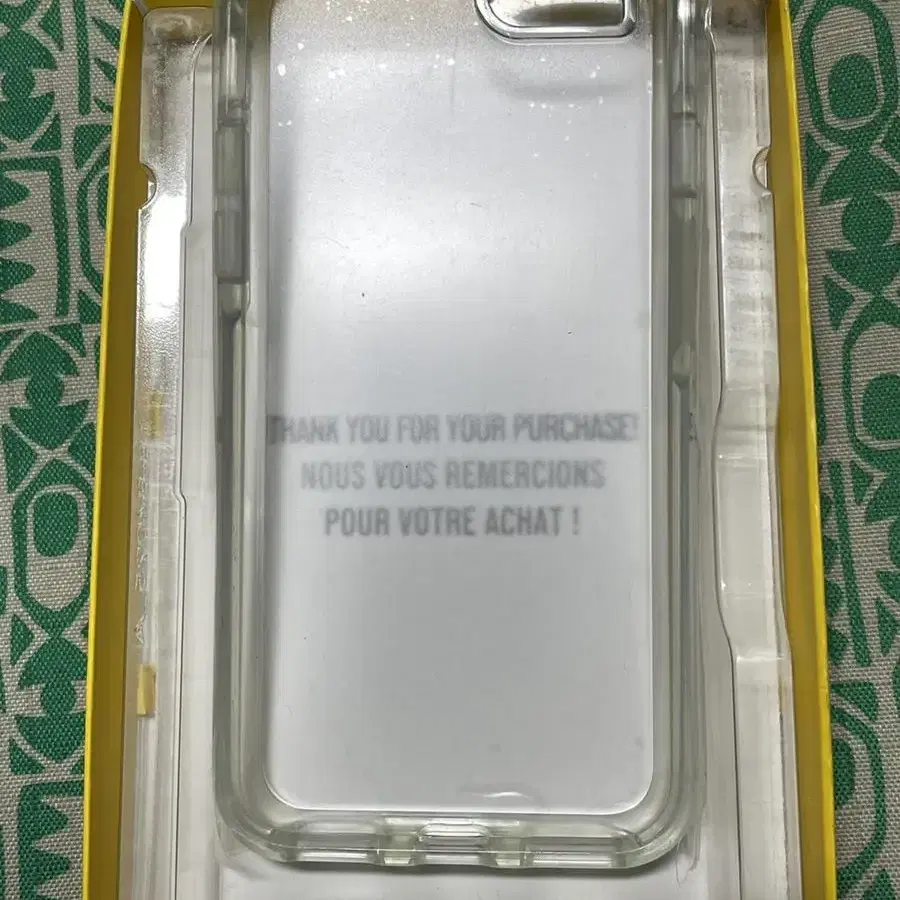 THANK YOU FOR YOUR PURCHASE!
NOUS VOUS REMERCIONS
POUR VOTRE ACHAT !